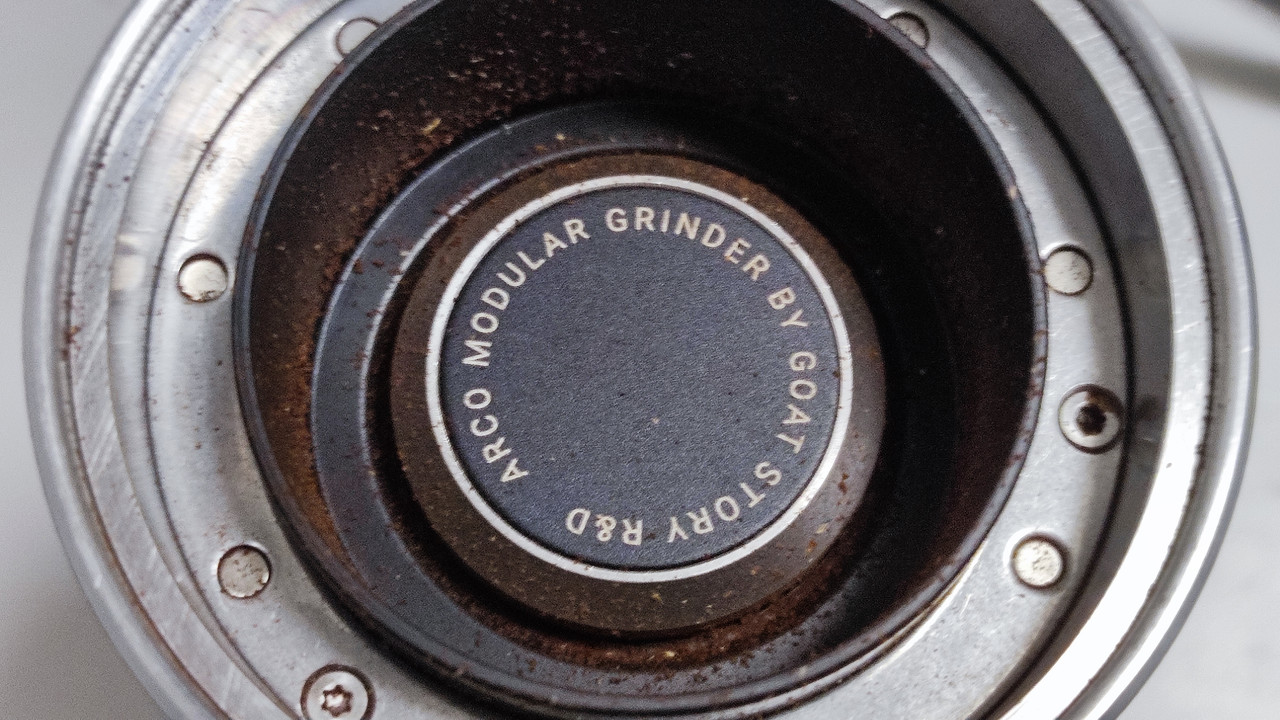 ARCO MODULAR GRINDER BY GOAT STORY R&D